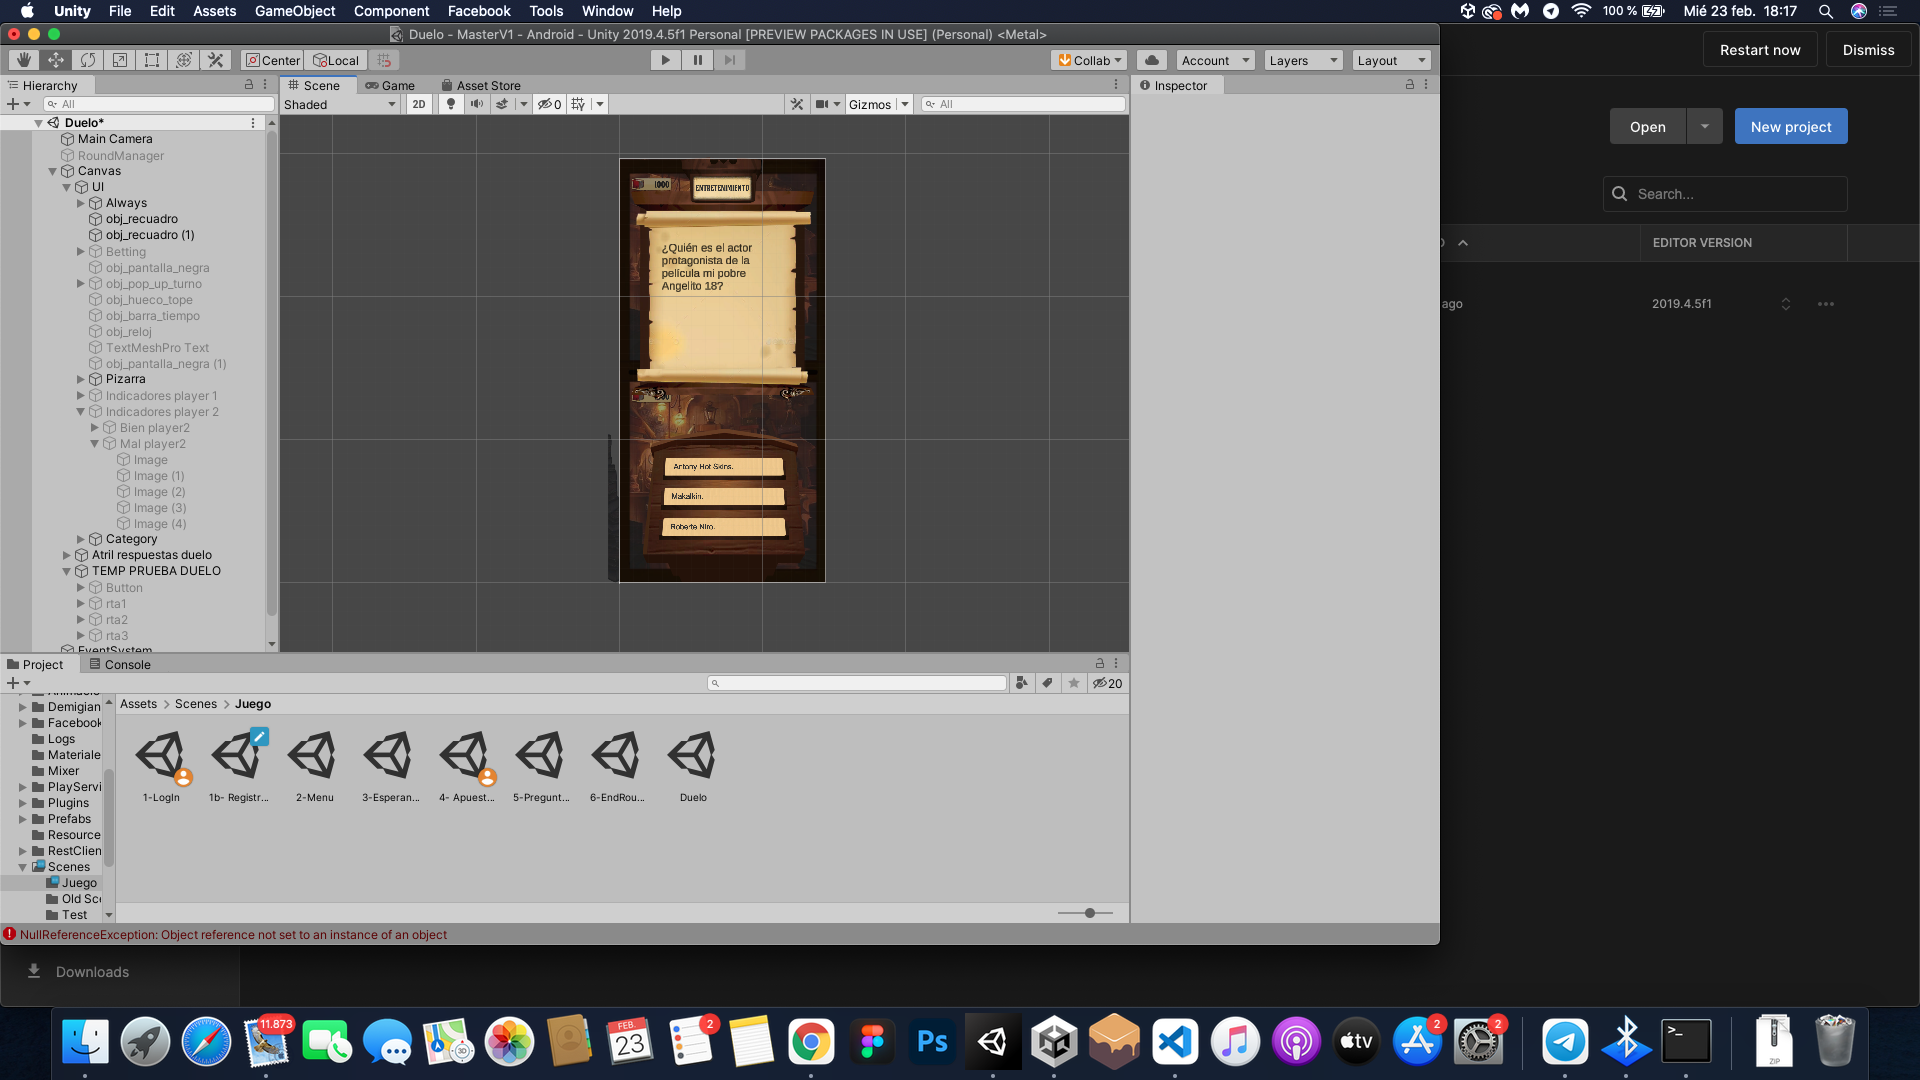 Unity File Edit Assets GameObject Component Facebook Tools Window Help
100 % Mié 23 feb. 18:17
Duelo - MasterV1 - Android - Unity 2019.4.5f1 Personal [PREVIEW PACKAGES IN USE] (Personal) <Metal>
Restart now Dismiss
Center Local Collab Account Layers Layout
Hierarchy Scene Game Asset Store Inspector
All Shaded 2D 0 Gizmos All
Open New project
Search...
EDITOR VERSION
ago 2019.4.5f1
Duelo*
Main Camera
RoundManager
Canvas
UI
Always
obj_recuadro
obj_recuadro (1)
Betting
obj_pantalla_negra
obj_pop_up_turno
obj_hueco_tope
obj_barra_tiempo
obj_reloj
TextMeshPro Text
obj_pantalla_negra (1)
Pizarra
Indicadores player 1
Indicadores player 2
Bien player2
Mal player2
Image
Image (1)
Image (2)
Image (3)
Image (4)
Category
Atril respuestas duelo
TEMP PRUEBA DUELO
Button
rta1
rta2
rta3
EventSystem
1000 ENTRETENIMIENTO
¿Quién es el actor
protagonista de la
película mi pobre
Angelito 18?
Antony Hot Skins.
Makalkin.
Roberte Niro.
Project Console
20
Demigian
Facebook
Logs
Materiale
Mixer
PlayServi
Plugins
Prefabs
Resource
RestClien
Scenes
Juego
Old Sce
Test
Assets > Scenes > Juego
1-LogIn 1b- Registr... 2-Menu 3-Esperan... 4- Apuest... 5-Pregunt... 6-EndRou... Duelo
NullReferenceException: Object reference not set to an instance of an object
Downloads
11.873
FEB.
23
3D
2
Ps
tv
2
2
>_
ZIP